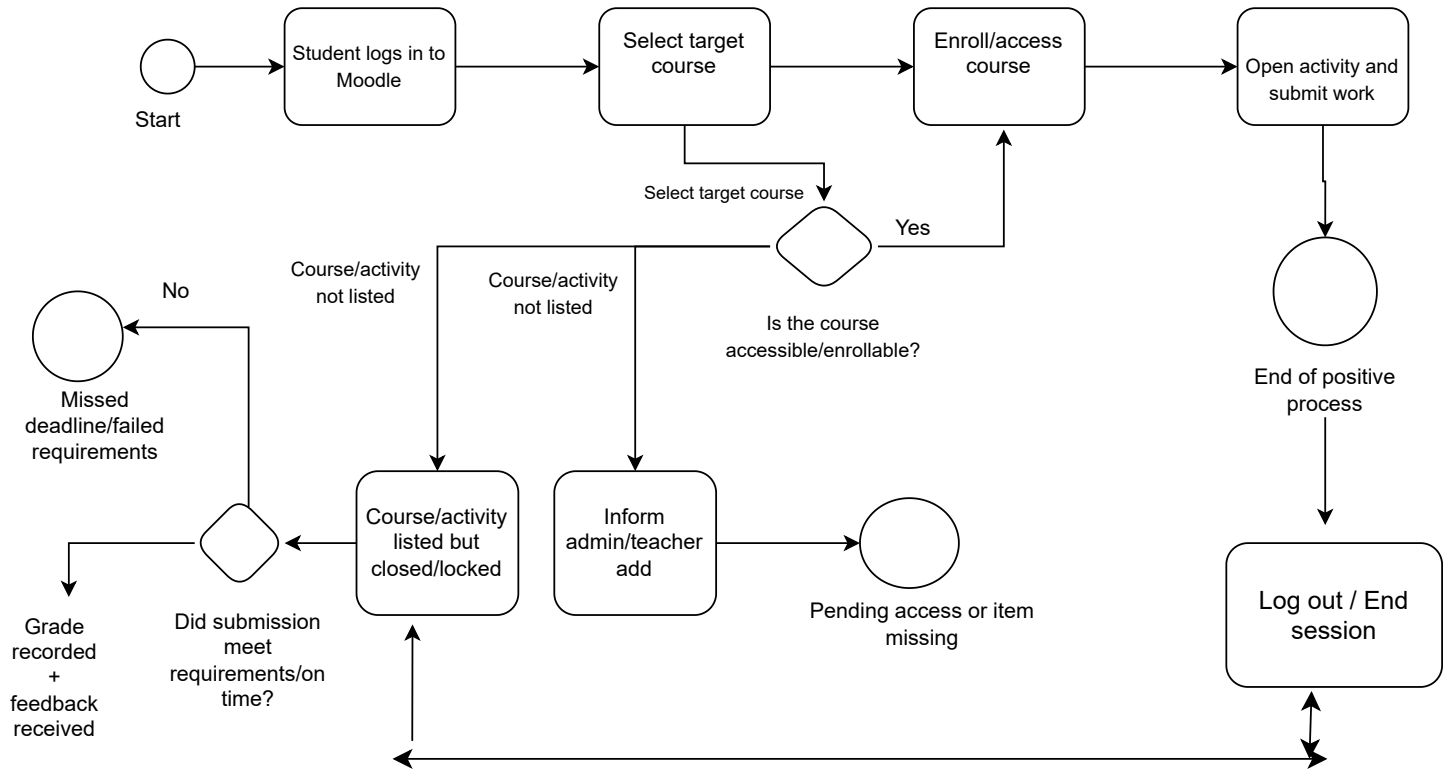 Student logs in to
Moodle
Select target
course
Enroll/access
course
Open activity and
submit work
Start
Select target course
Yes
Course/activity
not listed
Course/activity
not listed
No
Is the course
accessible/enrollable?
Missed
deadline/failed
requirements
End of positive
process
Course/activity
listed but
closed/locked
Inform
admin/teacher
add
Pending access or item
missing
Log out / End
session
Grade
recorded
+
feedback
received
Did submission
meet
requirements/on
time?